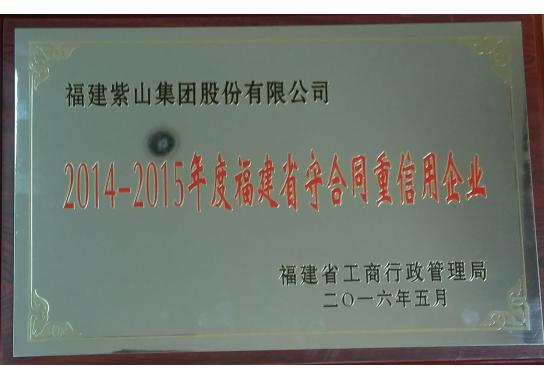 福建紫山集团股份有限公司
2014-2015年度福建省守合同重信用企业
福建省工商行政管理局
二〇一六年五月